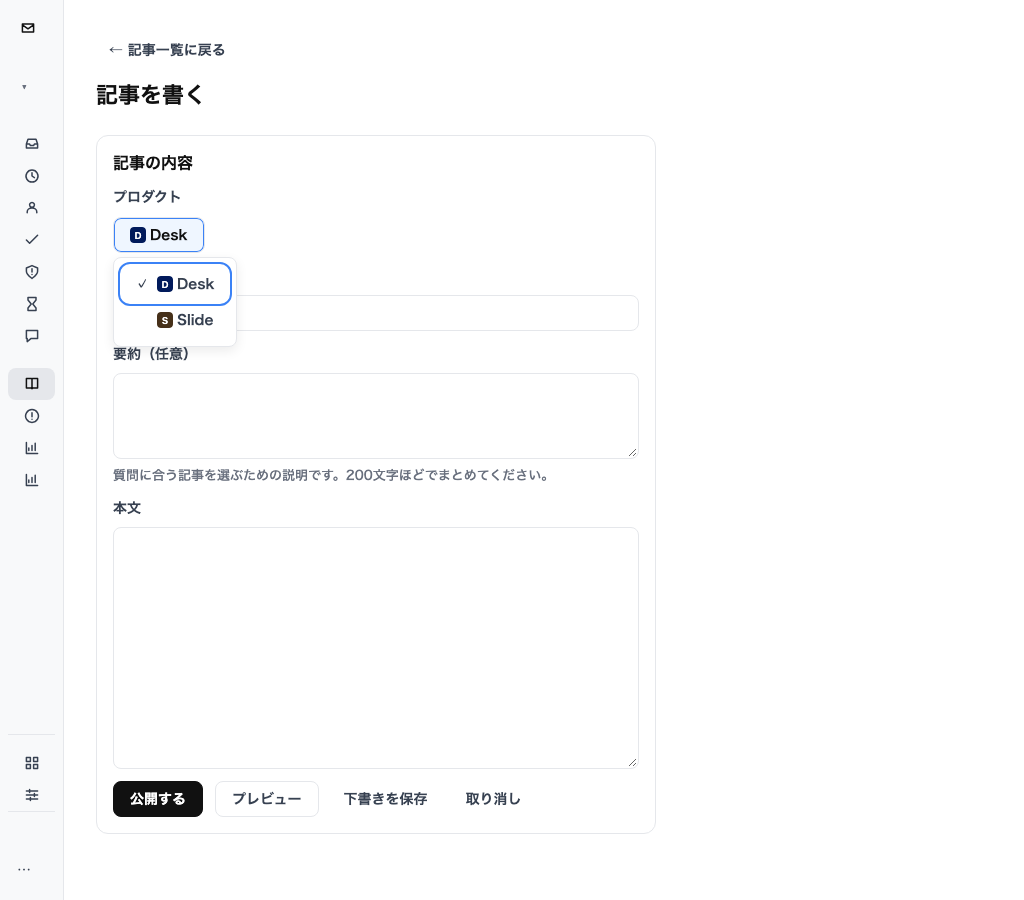 ← 記事一覧に戻る
記事を書く
記事の内容
プロダクト
D Desk
✓ D Desk
S Slide
要約（任意）
質問に合う記事を選ぶための説明です。200文字ほどでまとめてください。
本文
公開する プレビュー 下書きを保存 取り消し